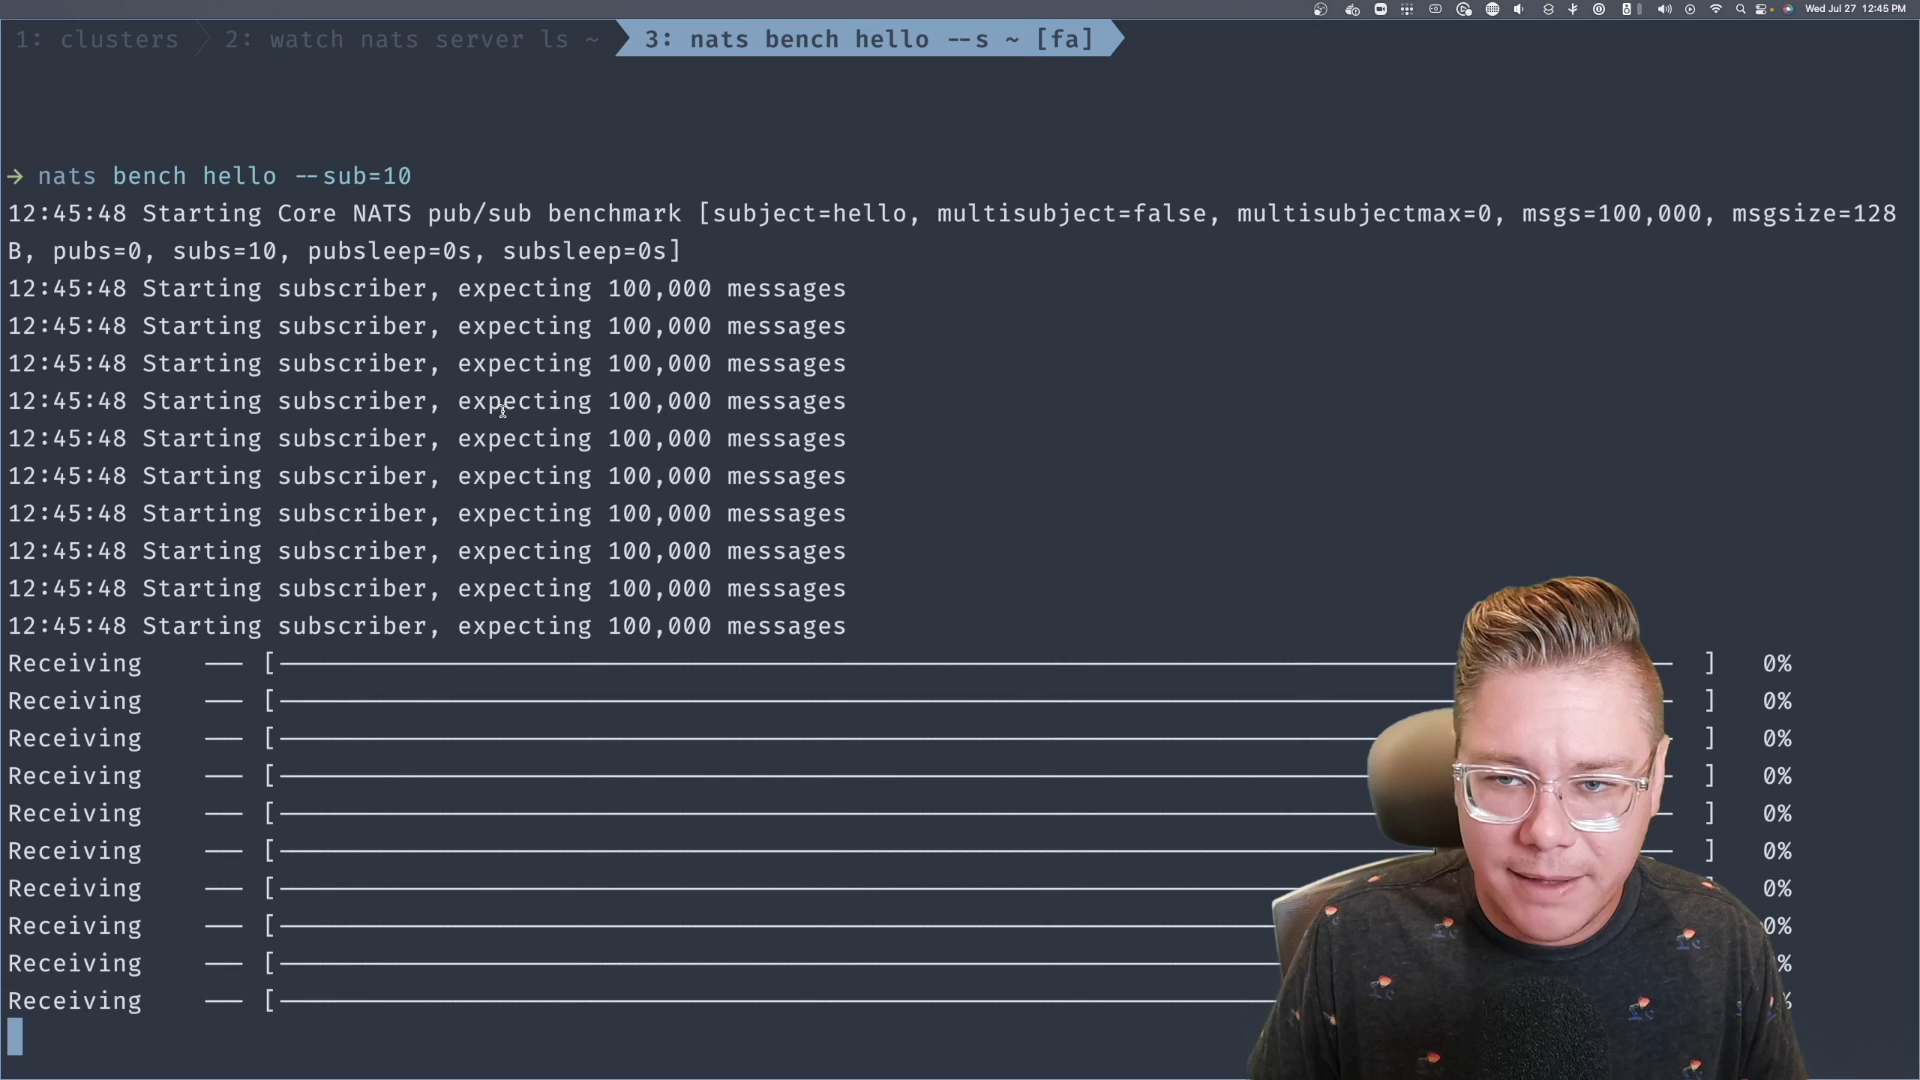 Wed Jul 27 12:45 PM
1: clusters 2: watch nats server ls ~ 3: nats bench hello --s ~ [fa]
→ nats bench hello --sub=10
12:45:48 Starting Core NATS pub/sub benchmark [subject=hello, multisubject=false, multisubjectmax=0, msgs=100,000, msgsize=128
B, pubs=0, subs=10, pubsleep=0s, subsleep=0s]
12:45:48 Starting subscriber, expecting 100,000 messages
12:45:48 Starting subscriber, expecting 100,000 messages
12:45:48 Starting subscriber, expecting 100,000 messages
12:45:48 Starting subscriber, expecting 100,000 messages
12:45:48 Starting subscriber, expecting 100,000 messages
12:45:48 Starting subscriber, expecting 100,000 messages
12:45:48 Starting subscriber, expecting 100,000 messages
12:45:48 Starting subscriber, expecting 100,000 messages
12:45:48 Starting subscriber, expecting 100,000 messages
12:45:48 Starting subscriber, expecting 100,000 messages
Receiving --- [ ] 0%
Receiving --- [ ] 0%
Receiving --- [ ] 0%
Receiving --- [ ] 0%
Receiving --- [ ] 0%
Receiving --- [ ] 0%
Receiving --- [ 0%
Receiving --- [ 0%
Receiving --- [ %
Receiving --- [ %